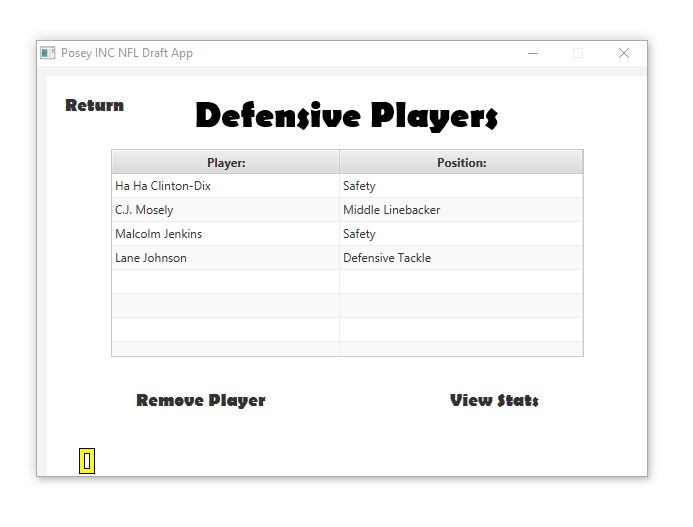 Posey INC NFL Draft App
Return
Defensive Players
Player: Position:
Ha Ha Clinton-Dix Safety
C.J. Mosely Middle Linebacker
Malcolm Jenkins Safety
Lane Johnson Defensive Tackle
Remove Player View Stats